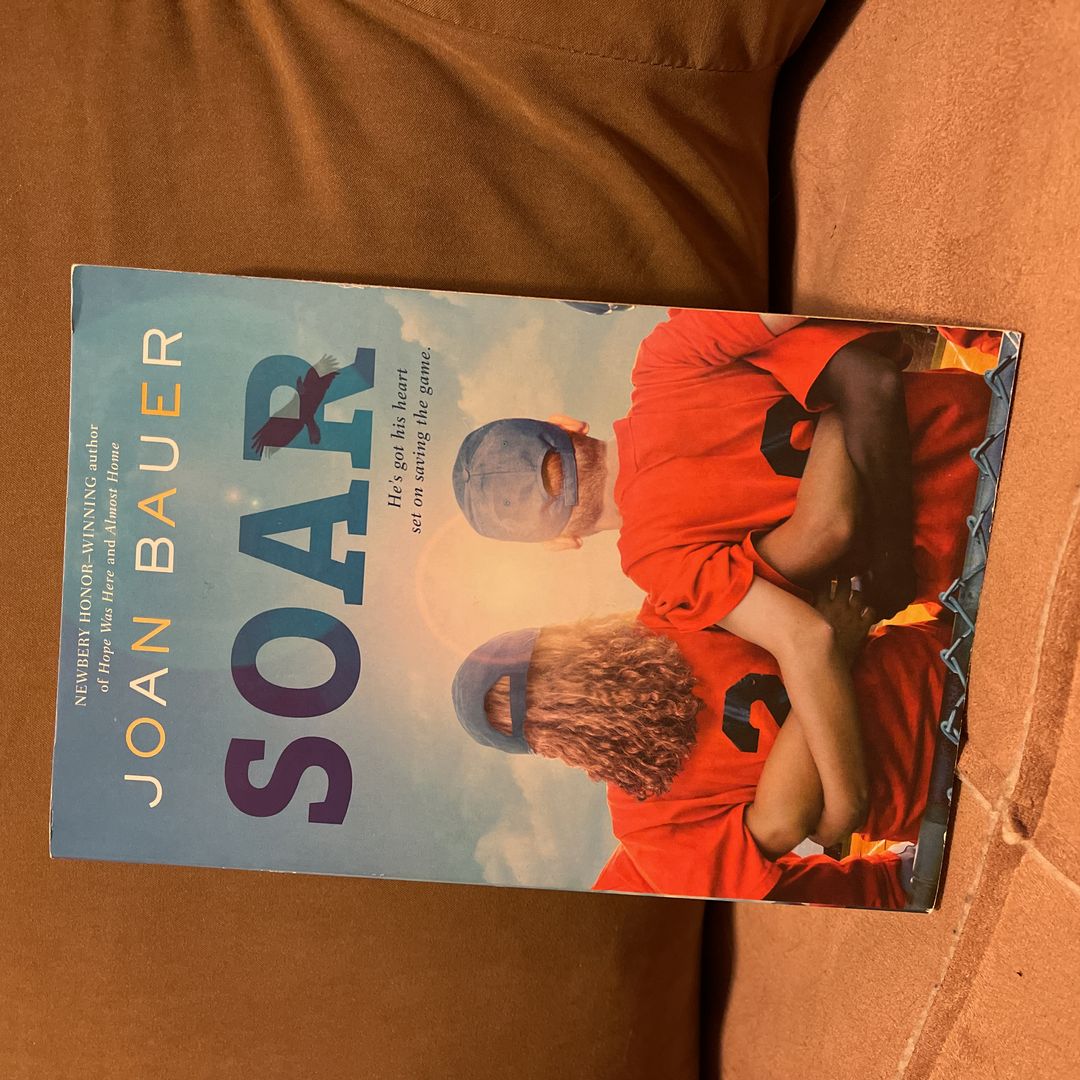 NEWBERY HONOR–WINNING author
of Hope Was Here and Almost Home
JOAN BAUER
SOAR
He's got his heart
set on saving the game.
2